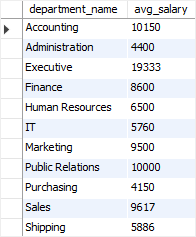 department_name avg_salary
Accounting 10150
Administration 4400
Executive 19333
Finance 8600
Human Resources 6500
IT 5760
Marketing 9500
Public Relations 10000
Purchasing 4150
Sales 9617
Shipping 5886